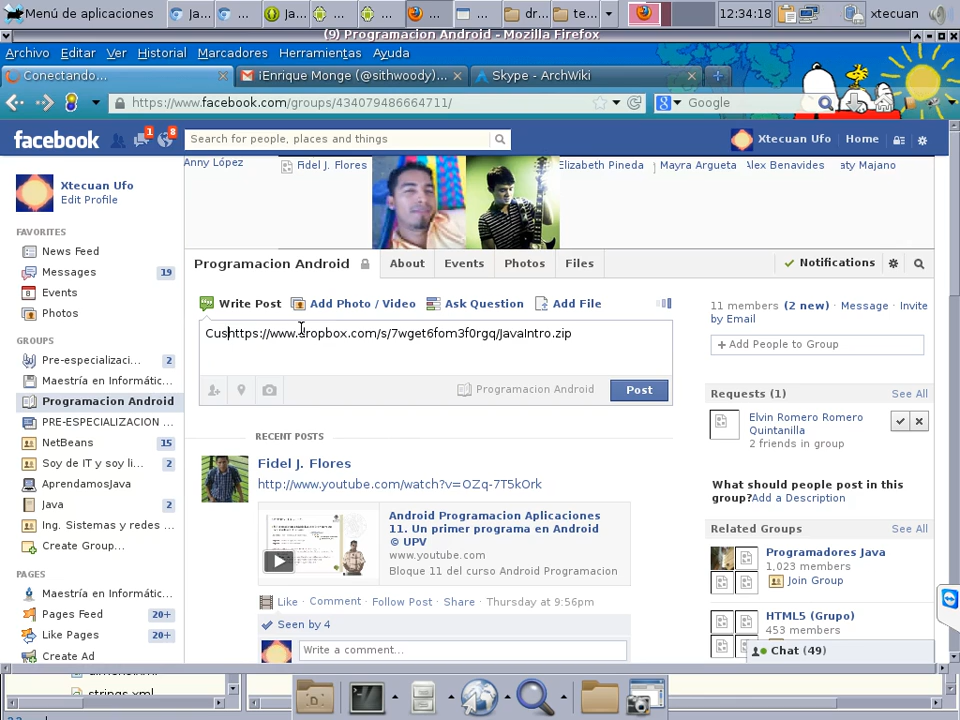 Menú de aplicaciones
Ja...
...
Ja...
...
...
...
...
dr...
te...
12:34:18
xtecuan
(9) Programacion Android - Mozilla Firefox
Archivo Editar Ver Historial Marcadores Herramientas Ayuda
Conectando...
iEnrique Monge (@sithwoody)...
Skype - ArchWiki
https://www.facebook.com/groups/434079486664711/
Google
facebook
1
8
Search for people, places and things
Xtecuan Ufo
Home
Xtecuan Ufo
Edit Profile
FAVORITES
News Feed
Messages 19
Events
Photos
GROUPS
Pre-especializaci... 2
Maestría en Informátic...
Programacion Android
PRE-ESPECIALIZACION ...
NetBeans 15
Soy de IT y soy li... 2
AprendamosJava
Java 2
Ing. Sistemas y redes ...
Create Group...
PAGES
Maestría en Informátic...
Pages Feed 20+
Like Pages 20+
Create Ad
Anny López
Fidel J. Flores
Elizabeth Pineda
Mayra Argueta
Alex Benavides
aty Majano
Programacion Android
About
Events
Photos
Files
Notifications
Write Post
Add Photo / Video
Ask Question
Add File
Cushttps://www.dropbox.com/s/7wget6fom3f0rgq/JavaIntro.zip
Programacion Android
Post
RECENT POSTS
Fidel J. Flores
http://www.youtube.com/watch?v=OZq-7T5kOrk
Android Programacion Aplicaciones
11. Un primer programa en Android
© UPV
www.youtube.com
Bloque 11 del curso Android Programacion
Like · Comment · Follow Post · Share · Thursday at 9:56pm
Seen by 4
Write a comment...
11 members (2 new) · Message · Invite
by Email
+ Add People to Group
Requests (1)
See All
Elvin Romero Romero
Quintanilla
2 friends in group
What should people post in this
group? Add a Description
Related Groups
See All
Programadores Java
1,023 members
Join Group
HTML5 (Grupo)
453 members
Chat (49)
strings.xml